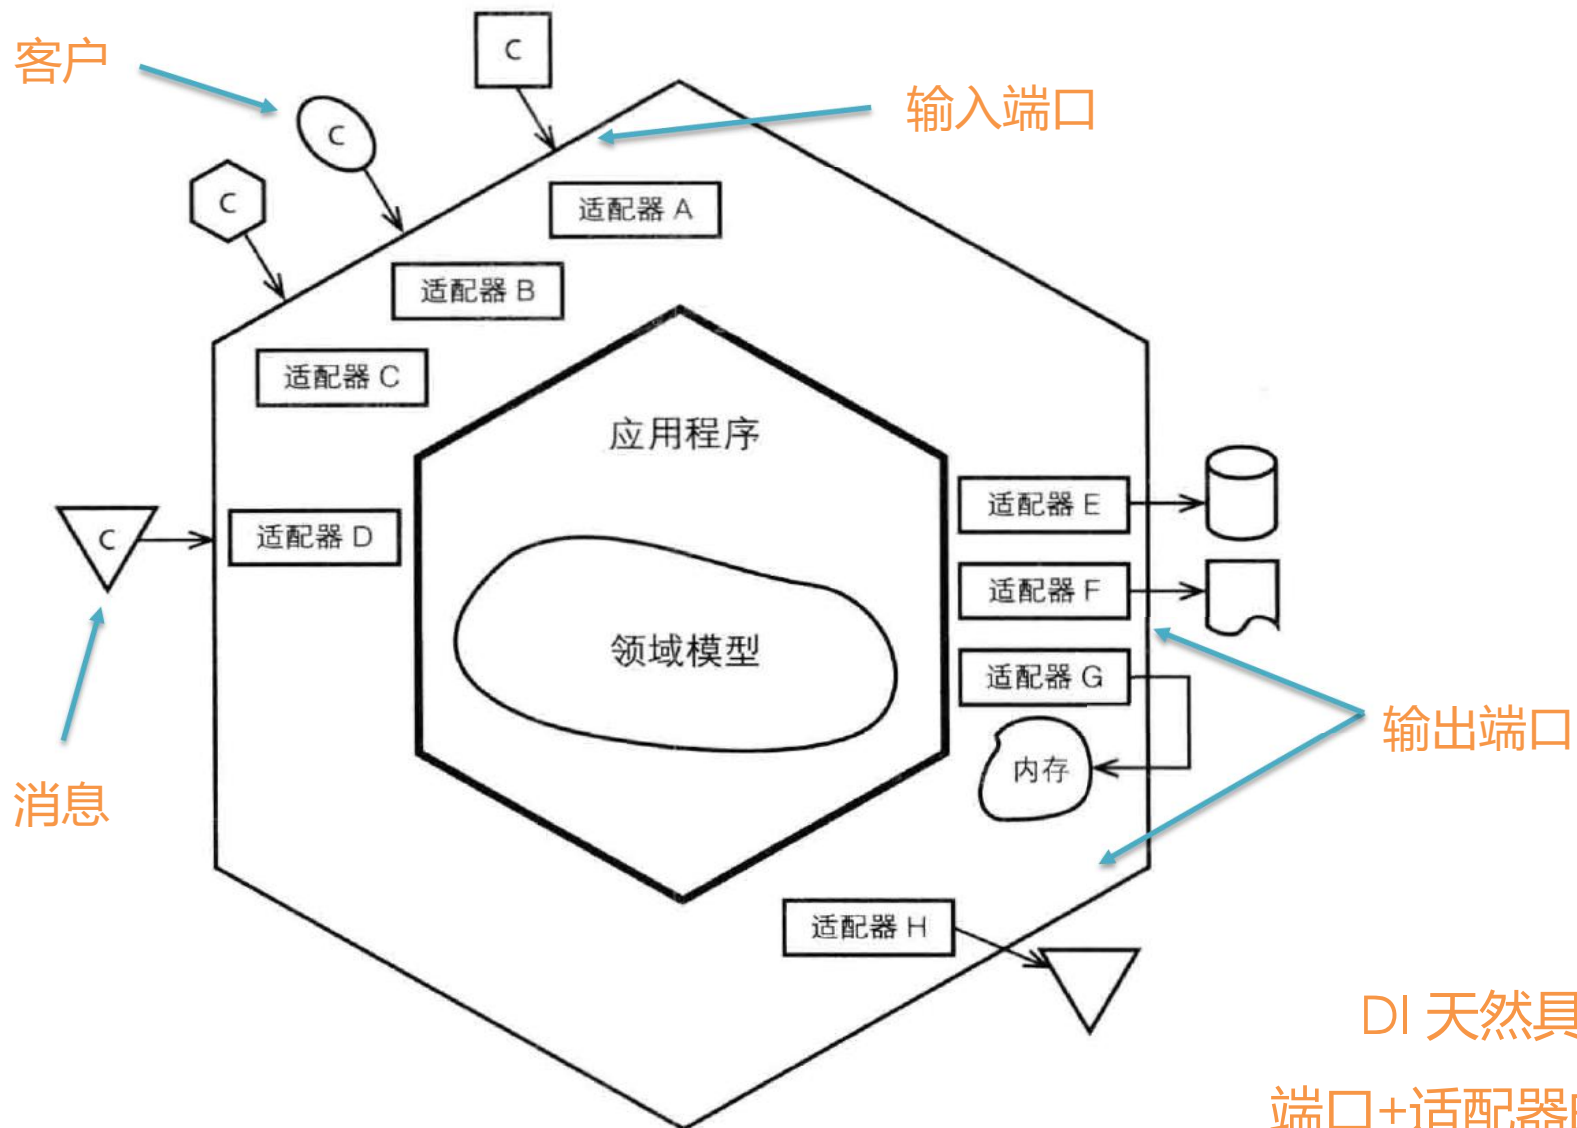 客户
C
输入端口
C
C
适配器 A
适配器 B
适配器 C
应用程序
适配器 E
C
适配器 D
适配器 F
领域模型
适配器 G
输出端口
内存
消息
适配器 H
DI 天然具
端口+适配器